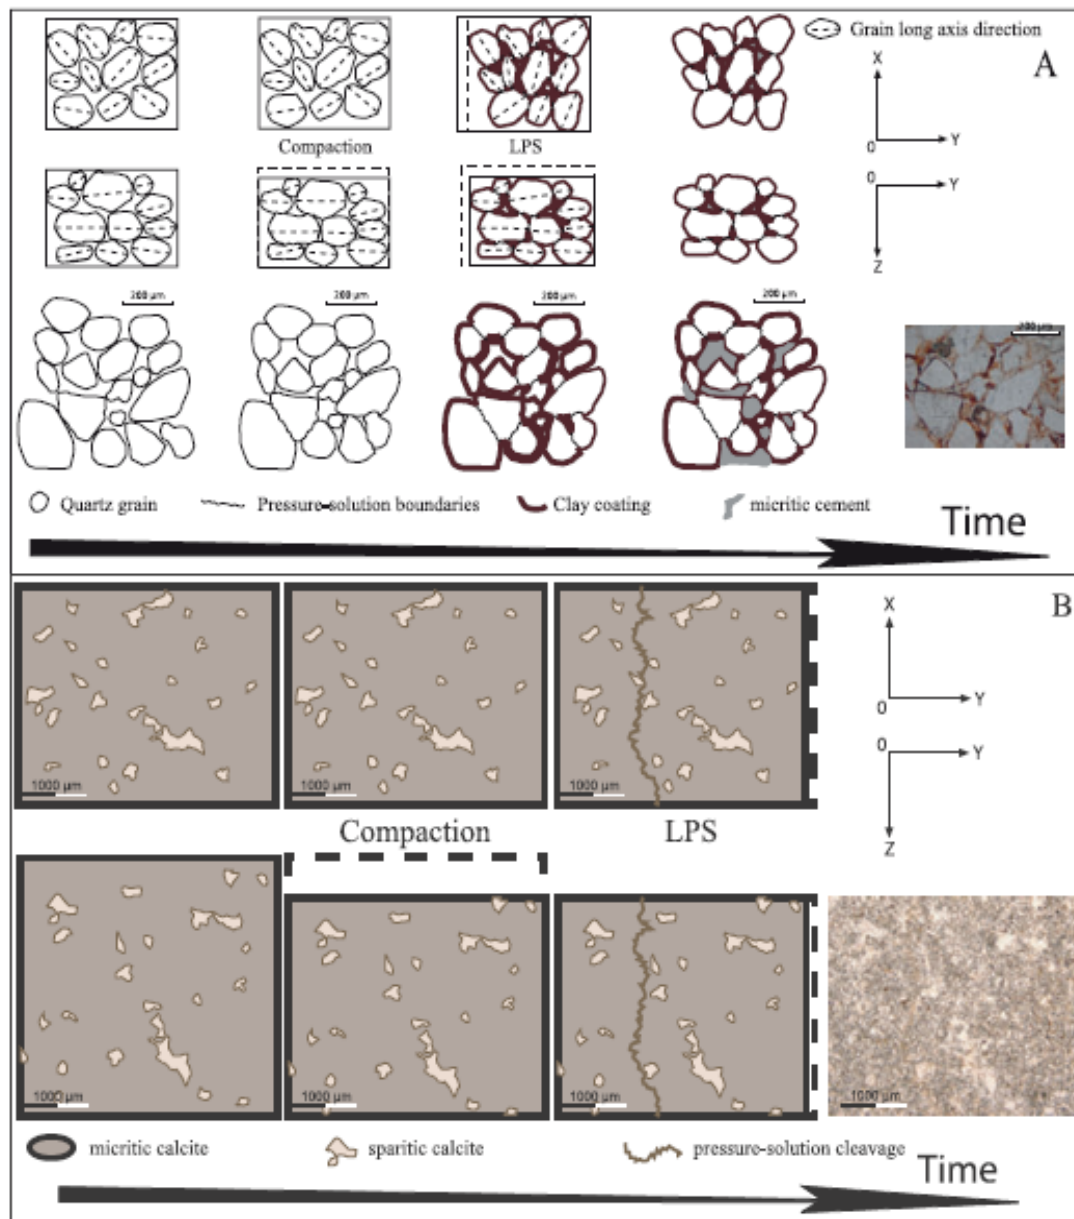 Grain long axis direction
A
X
0
Y
Compaction
LPS
0
Y
Z
200 µm
200 µm
200 µm
200 µm
200 µm
Quartz grain
Pressure-solution boundaries
Clay coating
micritic cement
Time
B
X
0
Y
0
Y
Z
1000 µm
1000 µm
1000 µm
Compaction
LPS
1000 µm
1000 µm
1000 µm
1000 µm
micritic calcite
sparitic calcite
pressure-solution cleavage
Time